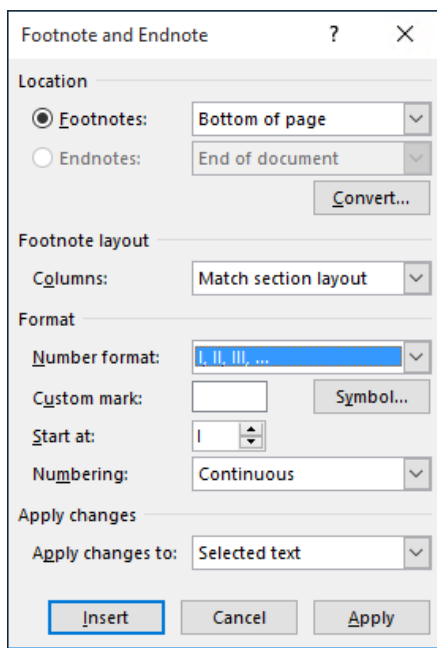 Footnote and Endnote ?
Location
Footnotes: Bottom of page
Endnotes: End of document
Convert...
Footnote layout
Columns: Match section layout
Format
Number format: I, II, III, ...
Custom mark: Symbol...
Start at: I
Numbering: Continuous
Apply changes
Apply changes to: Selected text
Insert Cancel Apply